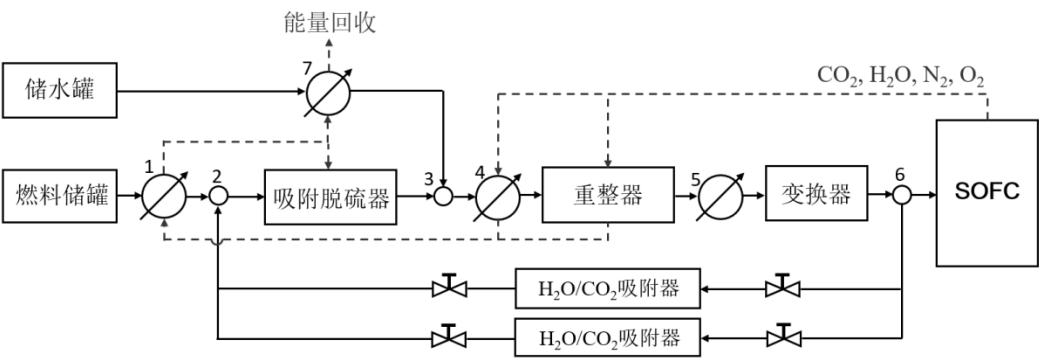 能量回收
7
储水罐
CO₂, H₂O, N₂, O₂
1
2
3
4
5
6
燃料储罐
吸附脱硫器
重整器
变换器
SOFC
H₂O/CO₂吸附器
H₂O/CO₂吸附器